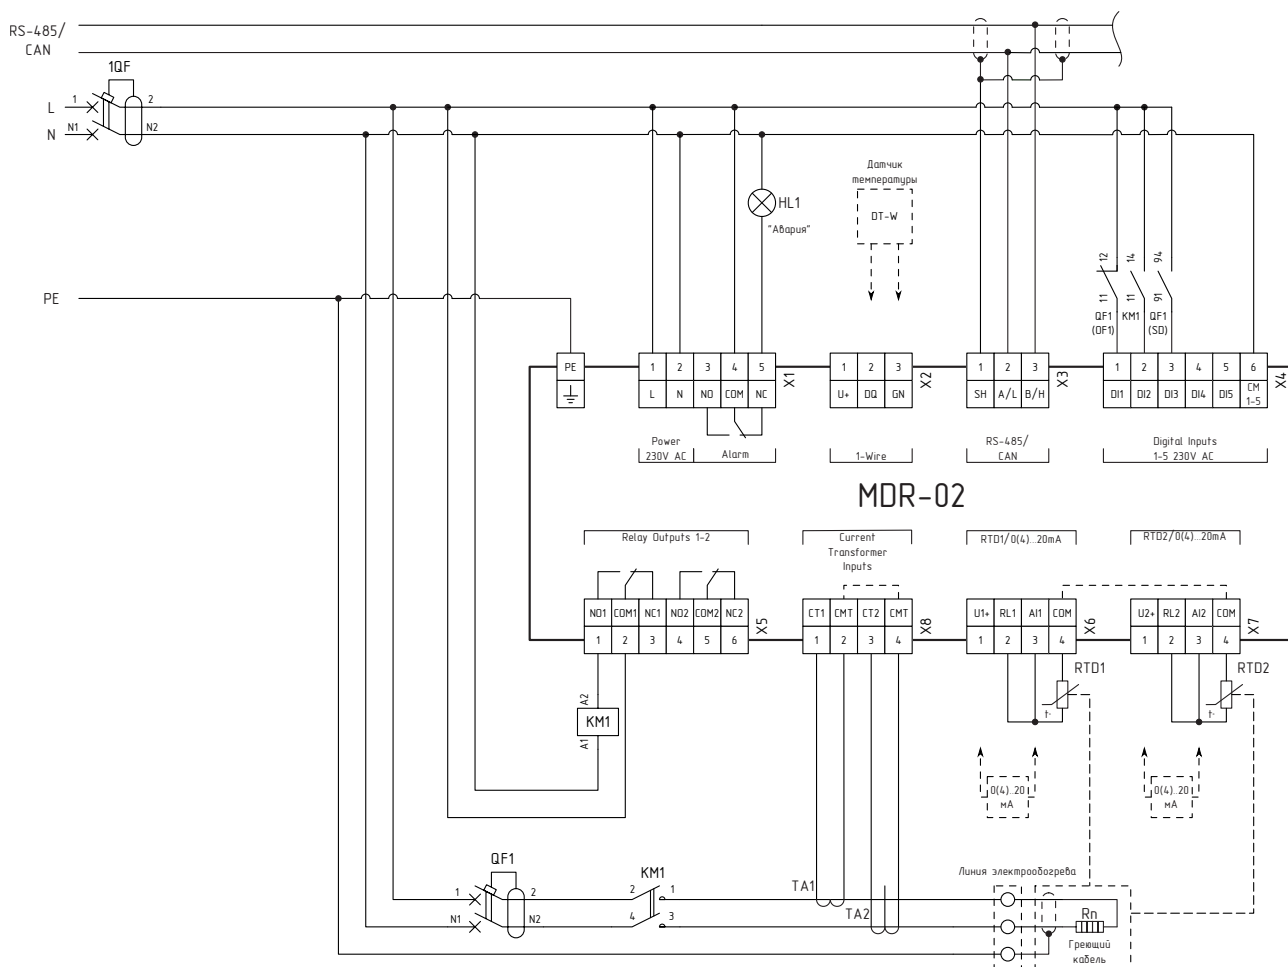 RS-485/
CAN
1QF
L 1 2
N N1 N2
Датчик
температуры
DT-W
HL1
"Авария"
12 14 94
11 11 91
QF1 KM1 QF1
(OF1) (SD)
PE
PE 1 2 3 4 5 X1 1 2 3 X2 1 2 3 X3 1 2 3 4 5 6 X4
L N NO COM NC U+ DQ GN SH A/L B/H DI1 DI2 DI3 DI4 DI5 CM
1-5
Power
230V AC Alarm
1-Wire
RS-485/
CAN
Digital Inputs
1-5 230V AC
MDR-02
Relay Outputs 1-2
Current
Transformer
Inputs
RTD1/0(4)...20mA
RTD2/0(4)...20mA
NO1 COM1 NC1 NO2 COM2 NC2 CT1 CMT CT2 CMT U1+ RL1 AI1 COM U2+ RL2 AI2 COM
1 2 3 4 5 6 X5 1 2 3 4 X8 1 2 3 4 X6 1 2 3 4 X7
RTD1 RTD2
t° t°
A2
KM1
A1
0(4)...20
мА
0(4)...20
мА
QF1
KM1
Линия электрообогрева
1 2 2 1 TA1
N1 N2 4 3 TA2
Rn
Греющий
кабель